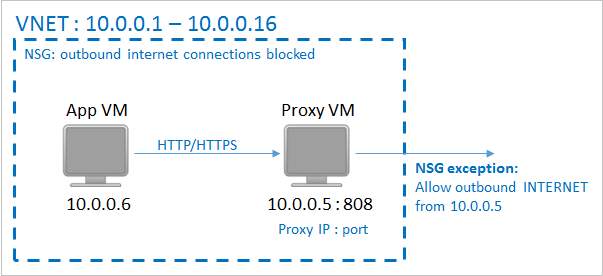 VNET : 10.0.0.1 – 10.0.0.16
NSG: outbound internet connections blocked
App VM
Proxy VM
HTTP/HTTPS
10.0.0.6
10.0.0.5 : 808
Proxy IP : port
NSG exception:
Allow outbound INTERNET
from 10.0.0.5